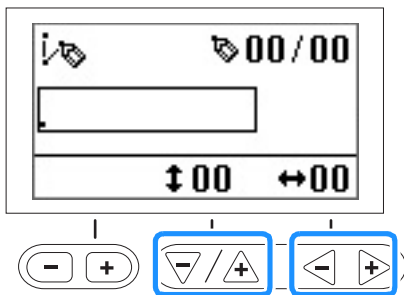 00/00
↕00 ↔00
- + -/+ - +